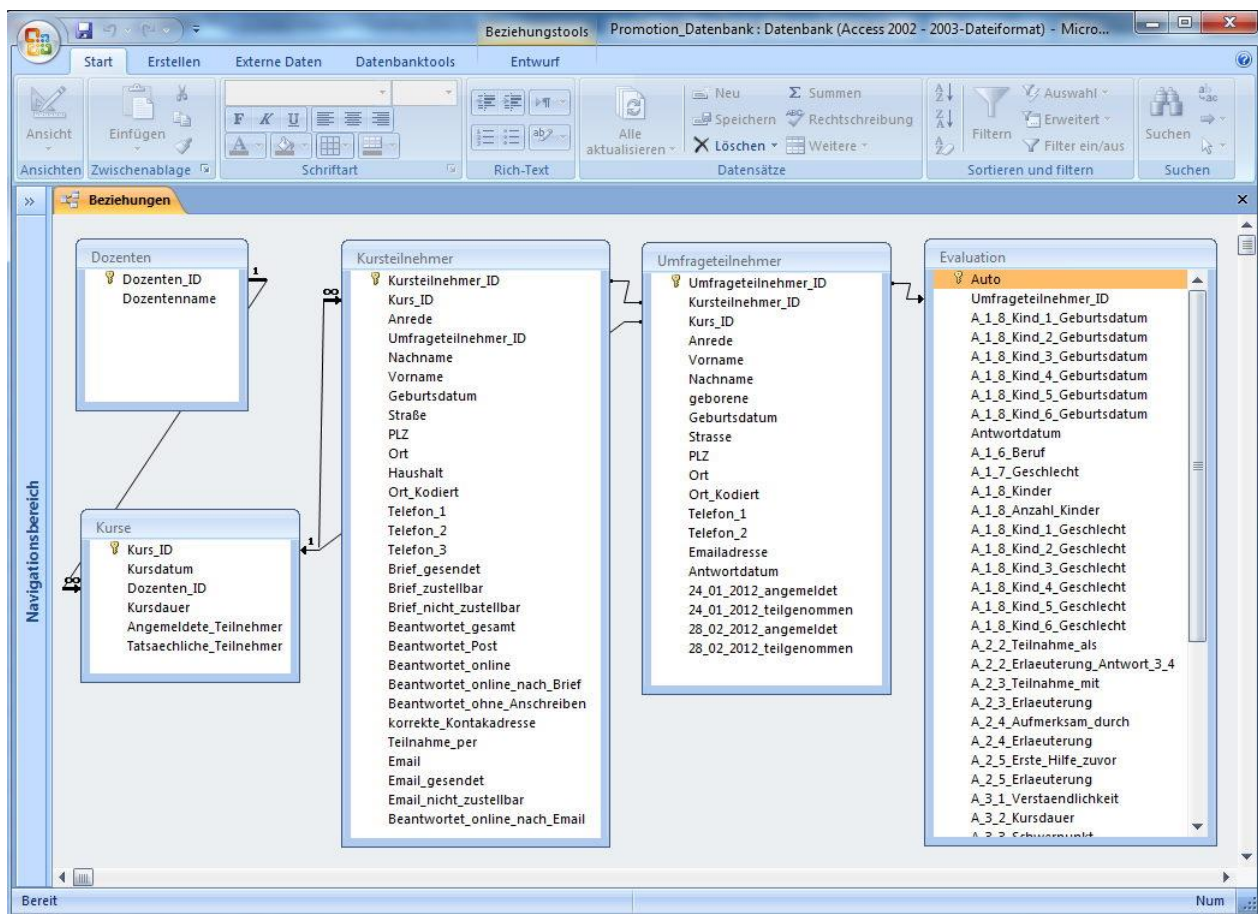 Beziehungstools Promotion_Datenbank : Datenbank (Access 2002 - 2003-Dateiformat) - Micro...
Start Erstellen Externe Daten Datenbanktools Entwurf
Ansicht
Einfügen
F K U
Alle
aktualisieren
Neu
Speichern
Löschen
Summen
Rechtschreibung
Weitere
Filtern
Auswahl
Erweitert
Filter ein/aus
Suchen
Ansichten Zwischenablage Schriftart Rich-Text Datensätze Sortieren und filtern Suchen
Beziehungen
Navigationsbereich
Dozenten
Dozenten_ID
Dozentenname
1
∞
Kurse
Kurs_ID
Kursdatum
Dozenten_ID
Kursdauer
Angemeldete_Teilnehmer
Tatsaechliche_Teilnehmer
1
∞
Kursteilnehmer
Kursteilnehmer_ID
Kurs_ID
Anrede
Umfrageteilnehmer_ID
Nachname
Vorname
Geburtsdatum
Straße
PLZ
Ort
Haushalt
Ort_Kodiert
Telefon_1
Telefon_2
Telefon_3
Brief_gesendet
Brief_zustellbar
Brief_nicht_zustellbar
Beantwortet_gesamt
Beantwortet_Post
Beantwortet_online
Beantwortet_online_nach_Brief
Beantwortet_ohne_Anschreiben
korrekte_Kontakadresse
Teilnahme_per
Email
Email_gesendet
Email_nicht_zustellbar
Beantwortet_online_nach_Email
Umfrageteilnehmer
Umfrageteilnehmer_ID
Kursteilnehmer_ID
Kurs_ID
Anrede
Vorname
Nachname
geborene
Geburtsdatum
Strasse
PLZ
Ort
Ort_Kodiert
Telefon_1
Telefon_2
Emailadresse
Antwortdatum
24_01_2012_angemeldet
24_01_2012_teilgenommen
28_02_2012_angemeldet
28_02_2012_teilgenommen
Evaluation
Auto
Umfrageteilnehmer_ID
A_1_8_Kind_1_Geburtsdatum
A_1_8_Kind_2_Geburtsdatum
A_1_8_Kind_3_Geburtsdatum
A_1_8_Kind_4_Geburtsdatum
A_1_8_Kind_5_Geburtsdatum
A_1_8_Kind_6_Geburtsdatum
Antwortdatum
A_1_6_Beruf
A_1_7_Geschlecht
A_1_8_Kinder
A_1_8_Anzahl_Kinder
A_1_8_Kind_1_Geschlecht
A_1_8_Kind_2_Geschlecht
A_1_8_Kind_3_Geschlecht
A_1_8_Kind_4_Geschlecht
A_1_8_Kind_5_Geschlecht
A_1_8_Kind_6_Geschlecht
A_2_2_Teilnahme_als
A_2_2_Erlaeuterung_Antwort_3_4
A_2_3_Teilnahme_mit
A_2_3_Erlaeuterung
A_2_4_Aufmerksam_durch
A_2_4_Erlaeuterung
A_2_5_Erste_Hilfe_zuvor
A_2_5_Erlaeuterung
A_3_1_Verstaendlichkeit
A_3_2_Kursdauer
A_3_3_Schwerpunkt
Bereit Num